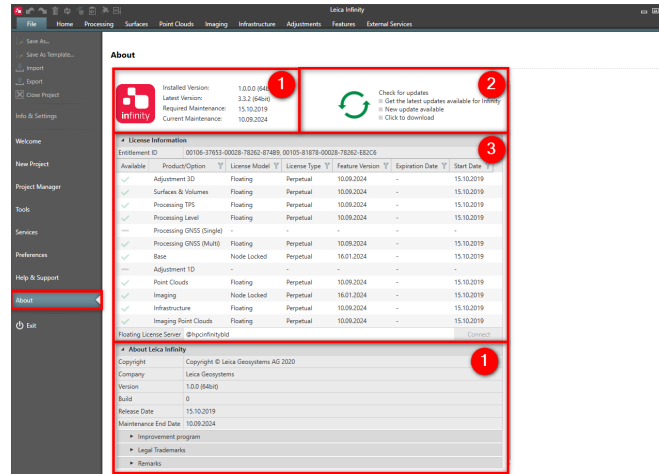 Leica Infinity
File Home Processing Surfaces Point Clouds Imaging Infrastructure Adjustments Features External Services
Save As...
Save As Template...
Import
Export
Close Project
Info & Settings
Welcome
New Project
Project Manager
Tools
Services
Preferences
Help & Support
About
Exit
About
infinity
Installed Version: 1.0.0.0 (64bit)
Latest Version: 3.3.2 (64bit)
Required Maintenance: 15.10.2019
Current Maintenance: 10.09.2024
1
Check for updates
Get the latest updates available for Infinity
New update available
Click to download
2
License Information
3
Entitlement ID 00106-37653-00028-78262-874B9, 00105-81878-00028-78262-E82C6
Available Product/Option License Model License Type Feature Version Expiration Date Start Date
Adjustment 3D Floating Perpetual 10.09.2024 - 15.10.2019
Surfaces & Volumes Floating Perpetual 10.09.2024 - 15.10.2019
Processing TPS Floating Perpetual 10.09.2024 - 15.10.2019
Processing Level Floating Perpetual 10.09.2024 - 15.10.2019
Processing GNSS (Single) - - - - -
Processing GNSS (Multi) Floating Perpetual 10.09.2024 - 15.10.2019
Base Node Locked Perpetual 16.01.2024 - 15.10.2019
Adjustment 1D - - - - -
Point Clouds Floating Perpetual 10.09.2024 - 15.10.2019
Imaging Node Locked Perpetual 16.01.2024 - 15.10.2019
Infrastructure Floating Perpetual 10.09.2024 - 15.10.2019
Imaging Point Clouds Floating Perpetual 10.09.2024 - 15.10.2019
Floating License Server @hpcinfinitybld Connect
About Leica Infinity
1
Copyright Copyright © Leica Geosystems AG 2020
Company Leica Geosystems
Version 1.0.0 (64bit)
Build 0
Release Date 15.10.2019
Maintenance End Date 10.09.2024
Improvement program
Legal Trademarks
Remarks